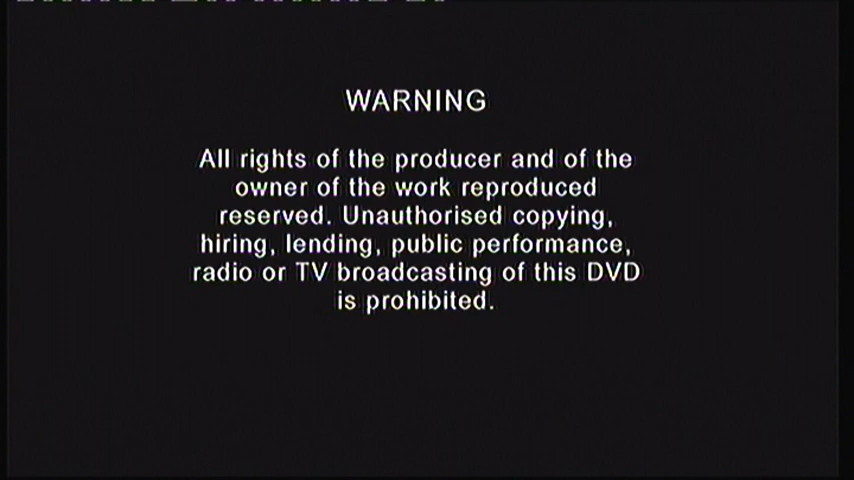 WARNING
All rights of the producer and of the
owner of the work reproduced
reserved. Unauthorised copying,
hiring, lending, public performance,
radio or TV broadcasting of this DVD
is prohibited.